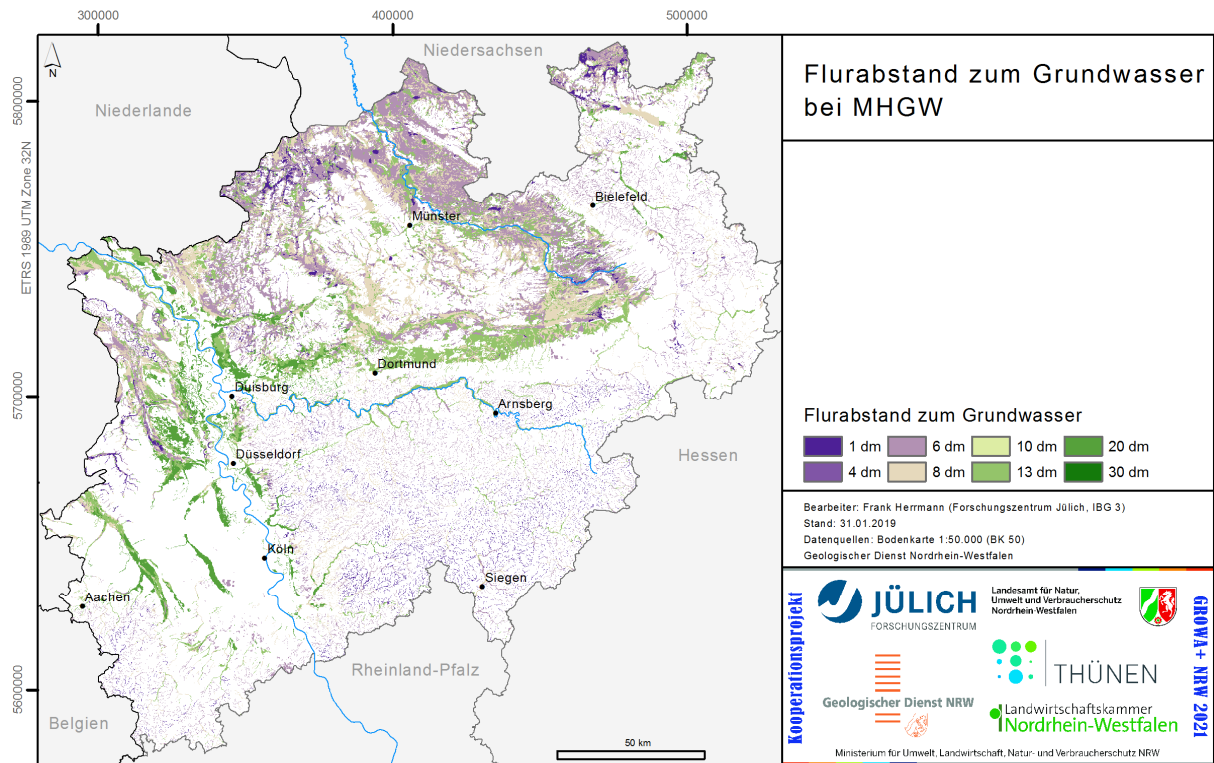 300000
400000
500000
5800000
5700000
5600000
ETRS 1989 UTM Zone 32N
N
Niedersachsen
Niederlande
Bielefeld
Münster
Dortmund
Duisburg
Arnsberg
Düsseldorf
Hessen
Köln
Siegen
Aachen
Rheinland-Pfalz
Belgien
50 km
Flurabstand zum Grundwasser
bei MHGW
Flurabstand zum Grundwasser
1 dm
6 dm
10 dm
20 dm
4 dm
8 dm
13 dm
30 dm
Bearbeiter: Frank Herrmann (Forschungszentrum Jülich, IBG 3)
Stand: 31.01.2019
Datenquellen: Bodenkarte 1:50.000 (BK 50)
Geologischer Dienst Nordrhein-Westfalen
Kooperationsprojekt
JÜLICH
FORSCHUNGSZENTRUM
Landesamt für Natur,
Umwelt und Verbraucherschutz
Nordrhein-Westfalen
THÜNEN
Geologischer Dienst NRW
Landwirtschaftskammer
Nordrhein-Westfalen
GROWA+ NRW 2021
Ministerium für Umwelt, Landwirtschaft, Natur- und Verbraucherschutz NRW